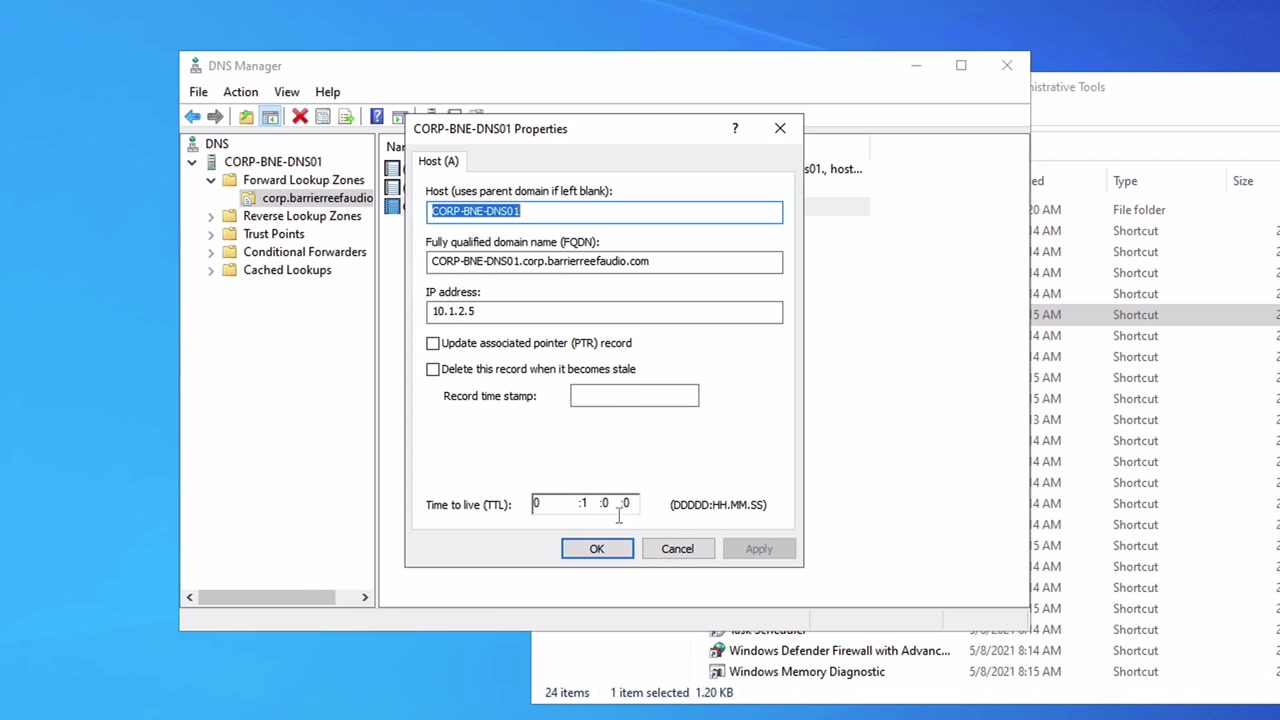 DNS Manager
File Action View Help
DNS
CORP-BNE-DNS01
Forward Lookup Zones
corp.barrierreefaudio
Reverse Lookup Zones
Trust Points
Conditional Forwarders
Cached Lookups
Na
s01., host...
CORP-BNE-DNS01 Properties
?
Host (A)
Host (uses parent domain if left blank):
CORP-BNE-DNS01
Fully qualified domain name (FQDN):
CORP-BNE-DNS01.corp.barrierreefaudio.com
IP address:
10.1.2.5
Update associated pointer (PTR) record
Delete this record when it becomes stale
Record time stamp:
Time to live (TTL): 0 :1 :0 :0 (DDDDD:HH.MM.SS)
OK Cancel Apply
istrative Tools
ed Type Size
20 AM File folder
14 AM Shortcut
14 AM Shortcut
14 AM Shortcut
14 AM Shortcut
15 AM Shortcut
14 AM Shortcut
14 AM Shortcut
15 AM Shortcut
15 AM Shortcut
13 AM Shortcut
14 AM Shortcut
14 AM Shortcut
15 AM Shortcut
14 AM Shortcut
14 AM Shortcut
15 AM Shortcut
14 AM Shortcut
14 AM Shortcut
15 AM Shortcut
Task Scheduler 5/8/2021 8:14 AM Shortcut
Windows Defender Firewall with Advanc... 5/8/2021 8:14 AM Shortcut
Windows Memory Diagnostic 5/8/2021 8:15 AM Shortcut
24 items 1 item selected 1.20 KB